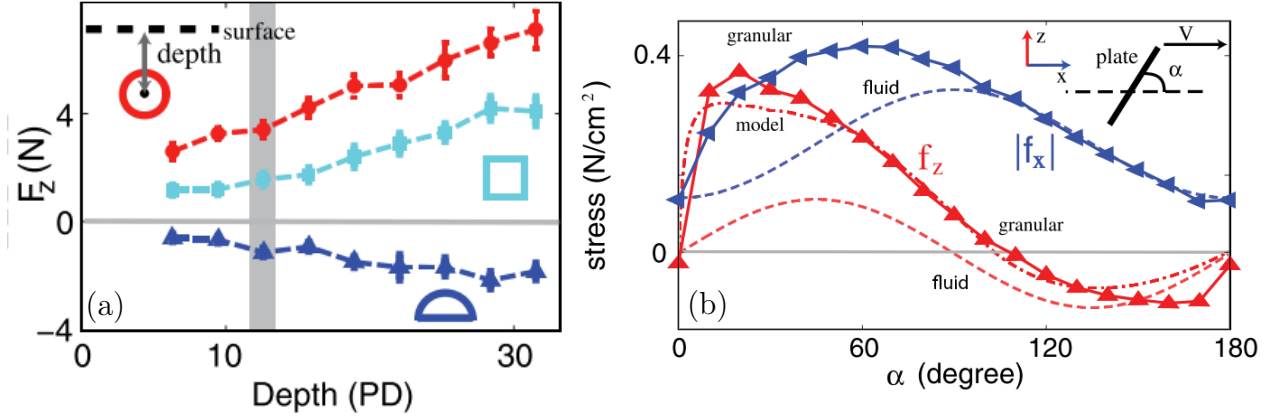 surface
depth
F_z (N)
4
0
−4
(a)
0
10
30
Depth (PD)
0.4
0
stress (N/cm²)
granular
fluid
model
f_z
|f_x|
granular
fluid
z
x
plate
V
α
(b)
0
60
120
180
α (degree)